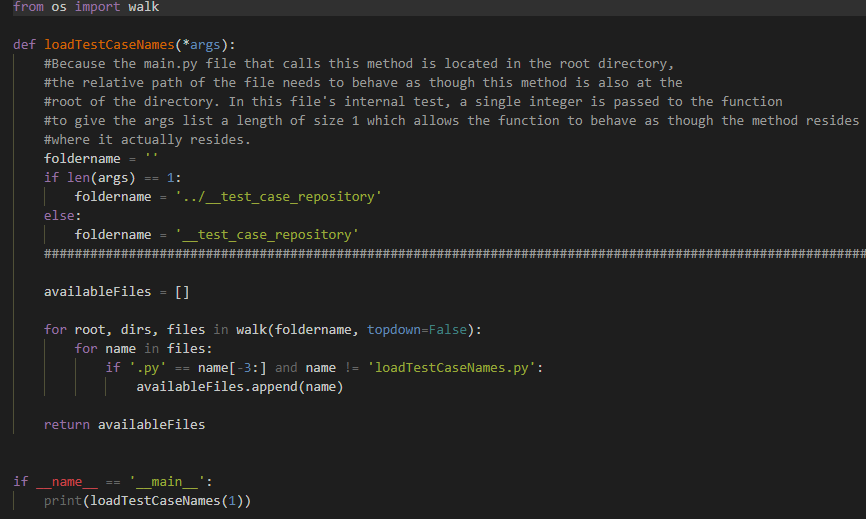 from os import walk
def loadTestCaseNames(*args):
    #Because the main.py file that calls this method is located in the root directory,
    #the relative path of the file needs to behave as though this method is also at the
    #root of the directory. In this file's internal test, a single integer is passed to the function
    #to give the args list a length of size 1 which allows the function to behave as though the method resides
    #where it actually resides.
    foldername = ''
    if len(args) == 1:
        foldername = '../__test_case_repository'
    else:
        foldername = '__test_case_repository'
    ###########################################################################################################
    availableFiles = []
    for root, dirs, files in walk(foldername, topdown=False):
        for name in files:
            if '.py' == name[-3:] and name != 'loadTestCaseNames.py':
                availableFiles.append(name)
    return availableFiles
if __name__ == '__main__':
    print(loadTestCaseNames(1))